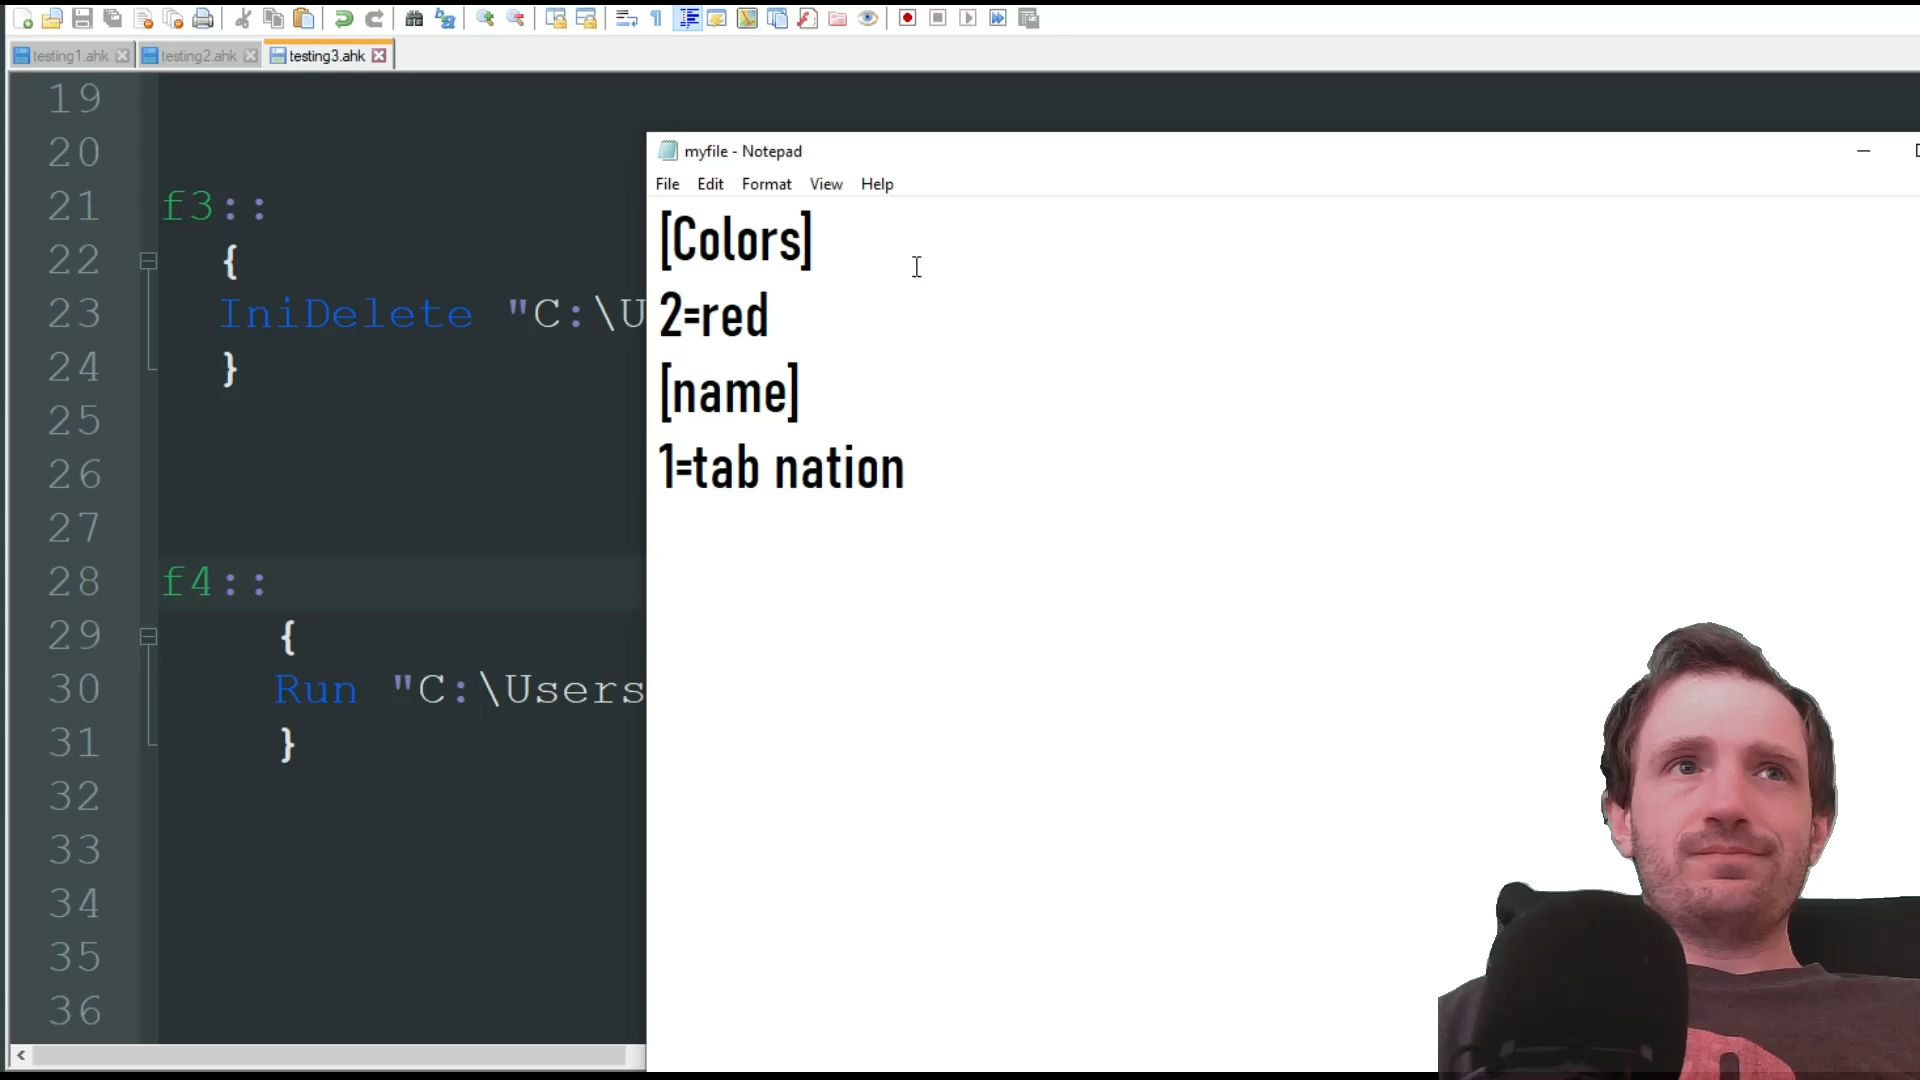 testing1.ahk testing2.ahk testing3.ahk
19
20
21 f3::
22 {
23 IniDelete "C:\U
24 }
25
26
27
28 f4::
29 {
30 Run "C:\Users
31 }
32
33
34
35
36
myfile - Notepad
File Edit Format View Help
[Colors]
2=red
[name]
1=tab nation